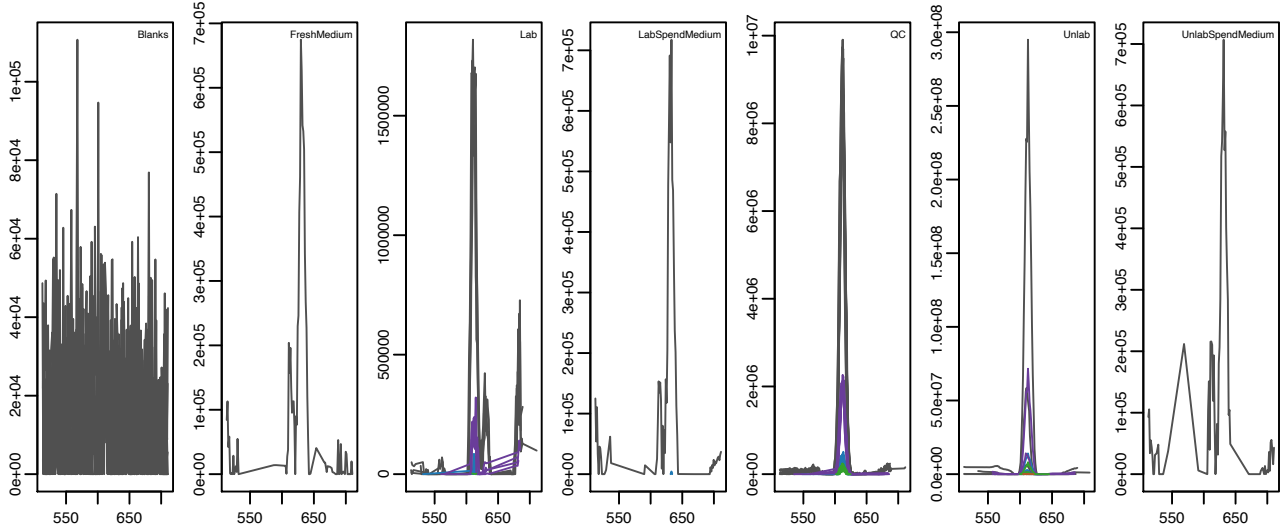 Blanks
0e+00 2e+04 4e+04 6e+04 8e+04 1e+05
550 650
FreshMedium
0e+00 1e+05 2e+05 3e+05 4e+05 5e+05 6e+05 7e+05
550 650
Lab
0 500000 1000000 1500000
550 650
LabSpendMedium
0e+00 1e+05 2e+05 3e+05 4e+05 5e+05 6e+05 7e+05
550 650
QC
0e+00 2e+06 4e+06 6e+06 8e+06 1e+07
550 650
Unlab
0.0e+00 5.0e+07 1.0e+08 1.5e+08 2.0e+08 2.5e+08 3.0e+08
550 650
UnlabSpendMedium
0e+00 1e+05 2e+05 3e+05 4e+05 5e+05 6e+05 7e+05
550 650